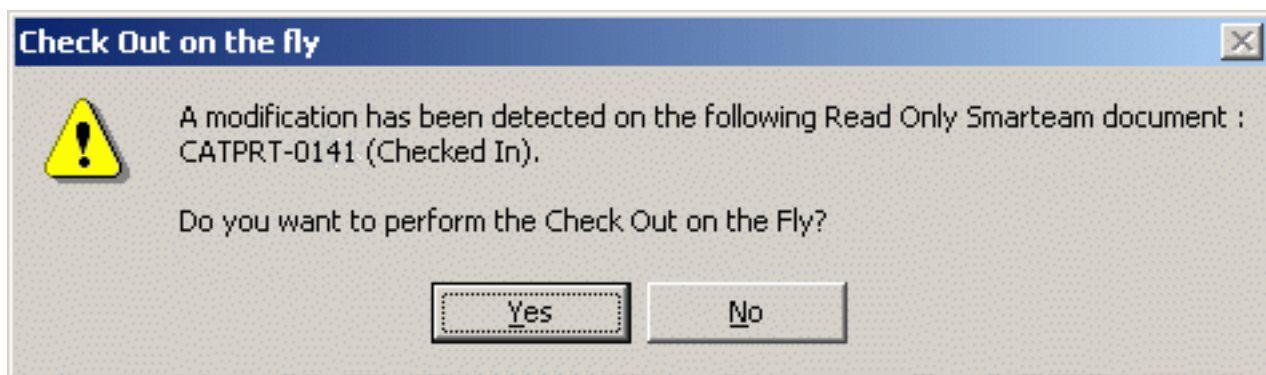 Check Out on the fly
A modification has been detected on the following Read Only Smarteam document :
CATPRT-0141 (Checked In).
Do you want to perform the Check Out on the Fly?
Yes
No